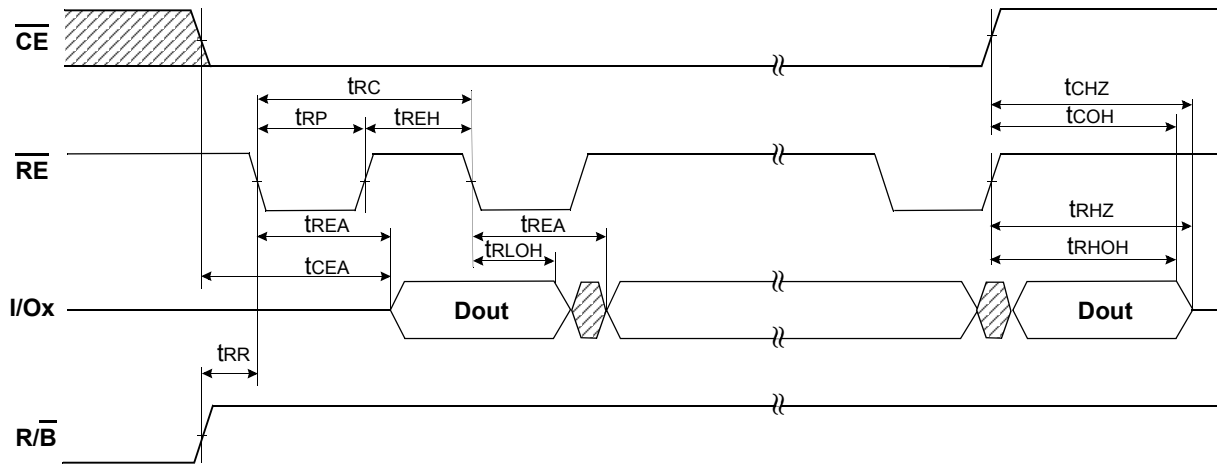 CE
tRC
tCHZ
tRP
tREH
tCOH
RE
tREA
tREA
tRHZ
tRLOH
tCEA
tRHOH
I/Ox
Dout
Dout
tRR
R/B